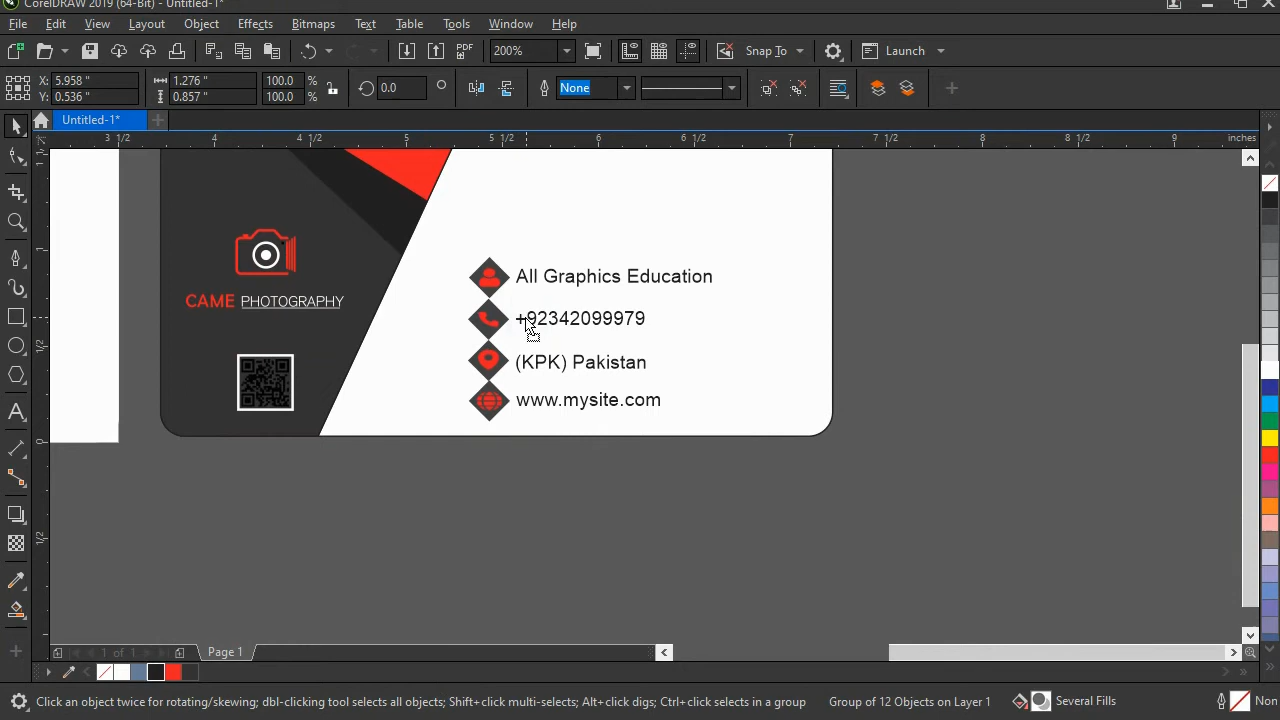 CorelDRAW 2019 (64-Bit) - Untitled-1*
File Edit View Layout Object Effects Bitmaps Text Table Tools Window Help
PDF 200% Snap To Launch
X: 5.958 " 1.276 " 100.0 % 0.0 None
Y: 0.536 " 0.857 " 100.0 %
Untitled-1*
3 1/2 4 4 1/2 5 5 1/2 6 6 1/2 7 7 1/2 8 8 1/2 9 inches
All Graphics Education
CAME PHOTOGRAPHY
+92342099979
(KPK) Pakistan
www.mysite.com
1 of 1 Page 1
Click an object twice for rotating/skewing; dbl-clicking tool selects all objects; Shift+click multi-selects; Alt+click digs; Ctrl+click selects in a group Group of 12 Objects on Layer 1 Several Fills Non